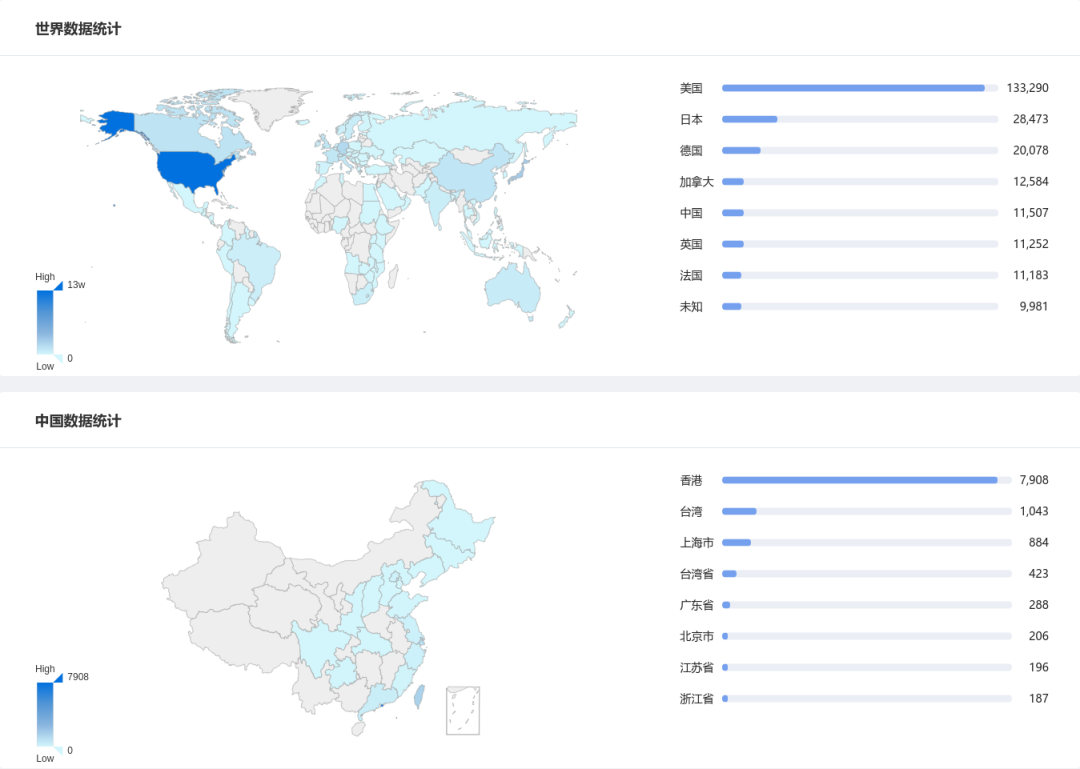 世界数据统计
美国 133,290
日本 28,473
德国 20,078
加拿大 12,584
中国 11,507
英国 11,252
法国 11,183
未知 9,981
High
13w
0
Low
中国数据统计
香港 7,908
台湾 1,043
上海市 884
台湾省 423
广东省 288
北京市 206
江苏省 196
浙江省 187
High
7908
0
Low